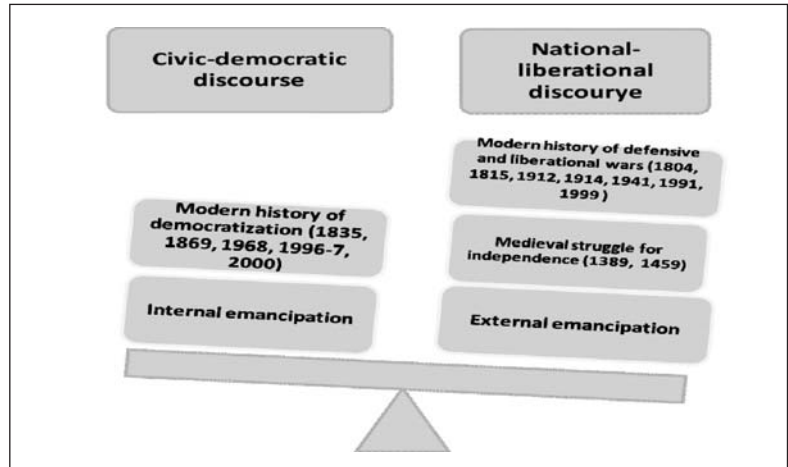 Civic-democratic
discourse
National-
liberational
discourye
Modern history of defensive
and liberational wars (1804,
1815, 1912, 1914, 1941, 1991,
1999 )
Modern history of
democratization (1835,
1869, 1968, 1996-7,
2000)
Medieval struggle for
independence (1389, 1459)
Internal emancipation
External emancipation